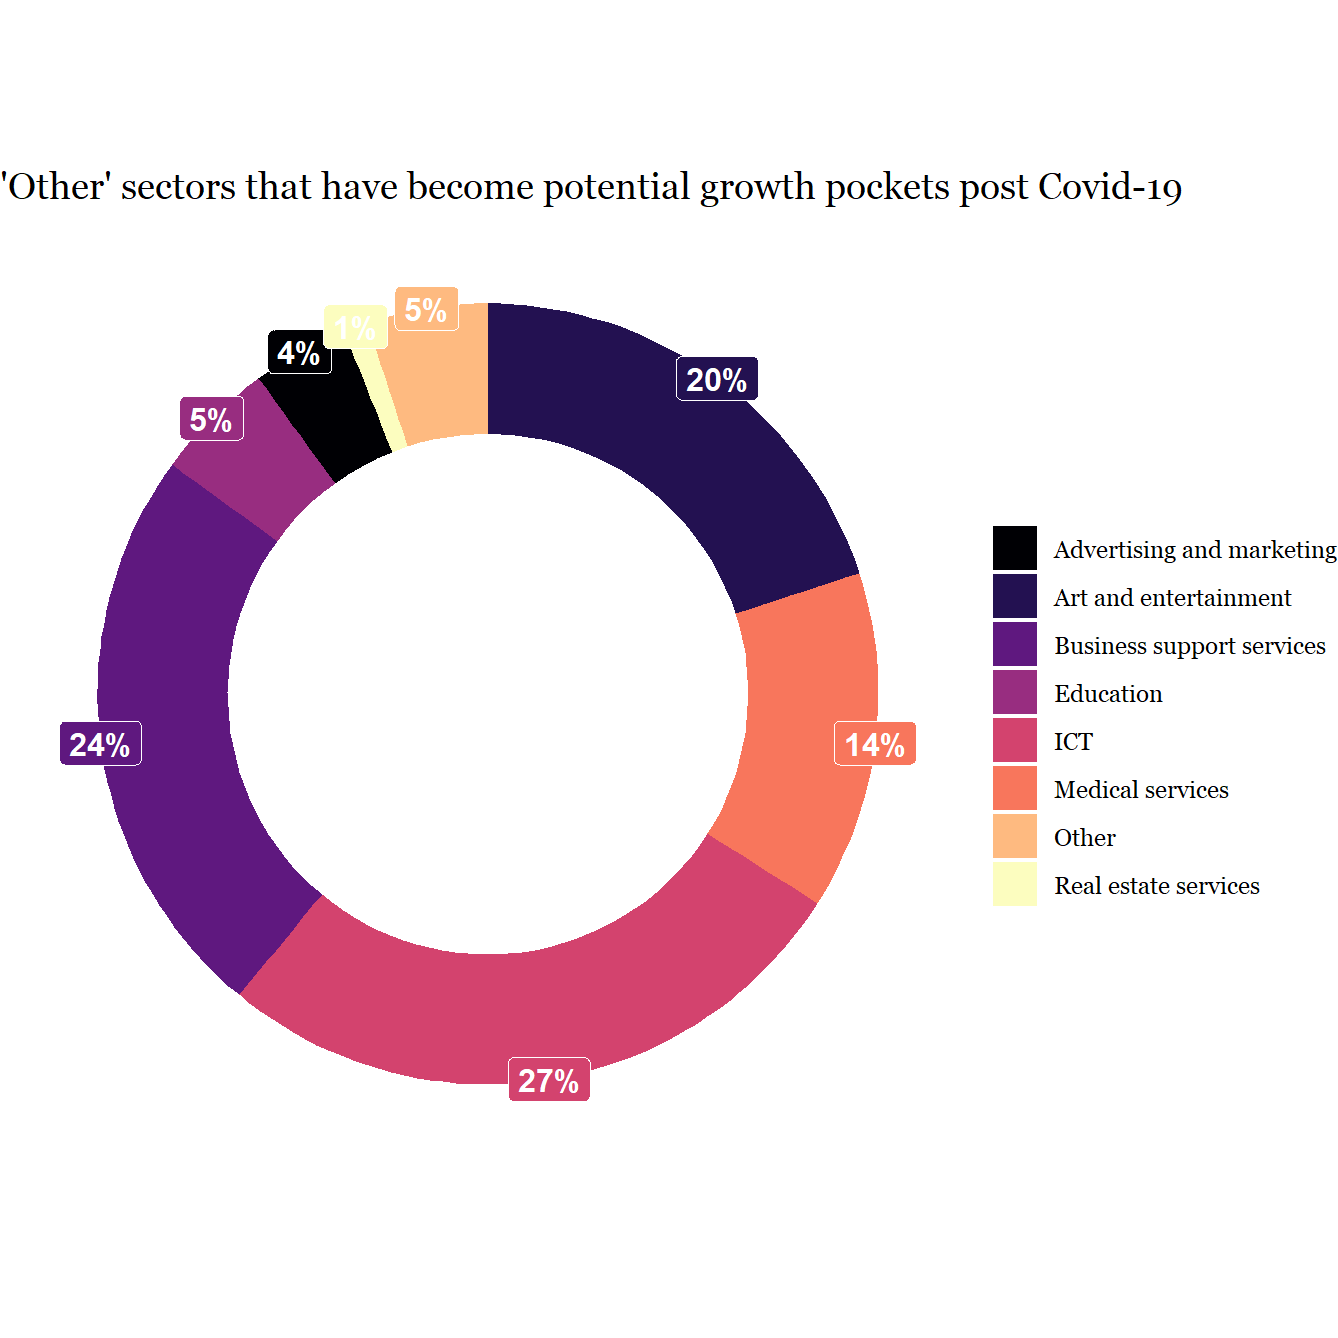 'Other' sectors that have become potential growth pockets post Covid-19
5%
1%
4%
20%
5%
24%
14%
27%
Advertising and marketing
Art and entertainment
Business support services
Education
ICT
Medical services
Other
Real estate services